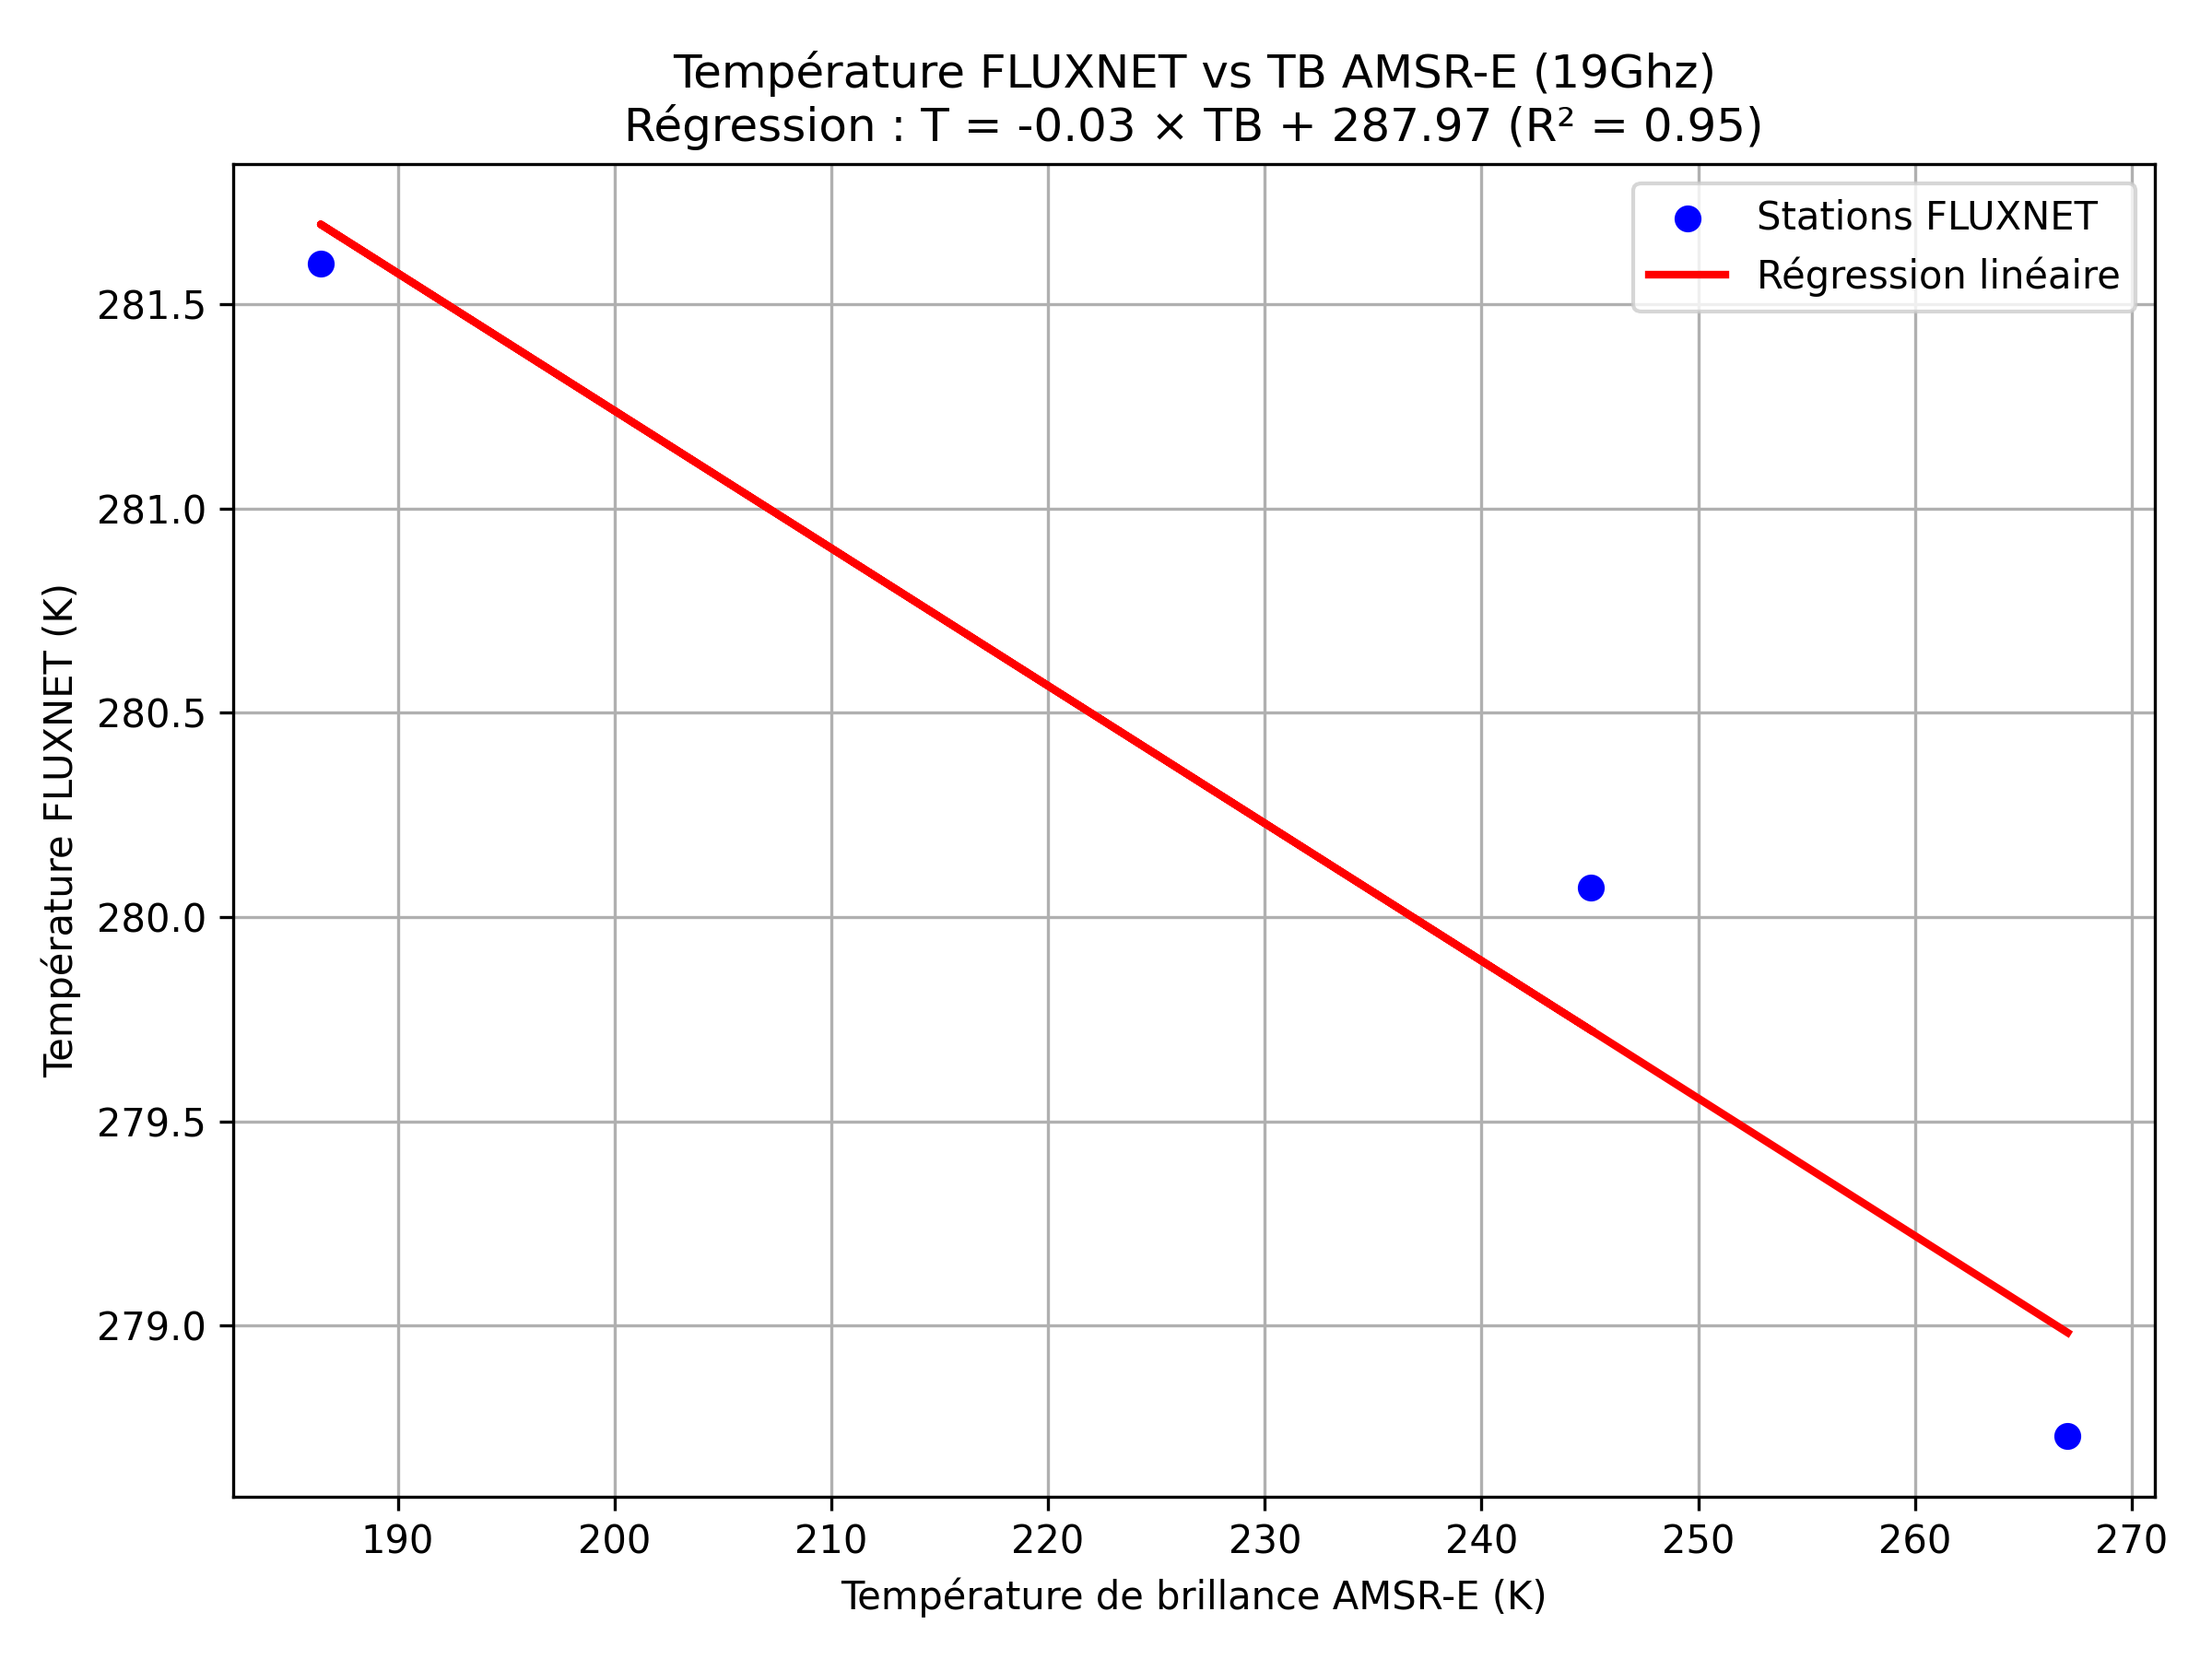 Température FLUXNET vs TB AMSR-E (19Ghz)
Régression : T = -0.03 × TB + 287.97 (R² = 0.95)
Stations FLUXNET
Régression linéaire
Température FLUXNET (K)
281.5
281.0
280.5
280.0
279.5
279.0
190 200 210 220 230 240 250 260 270
Température de brillance AMSR-E (K)